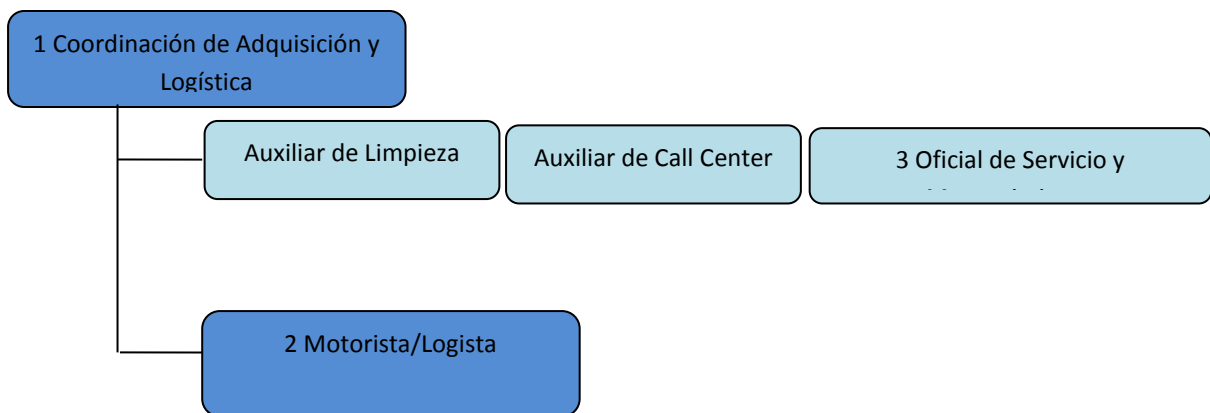 1 Coordinación de Adquisición y
Logística
Auxiliar de Limpieza
Auxiliar de Call Center
3 Oficial de Servicio y
2 Motorista/Logista